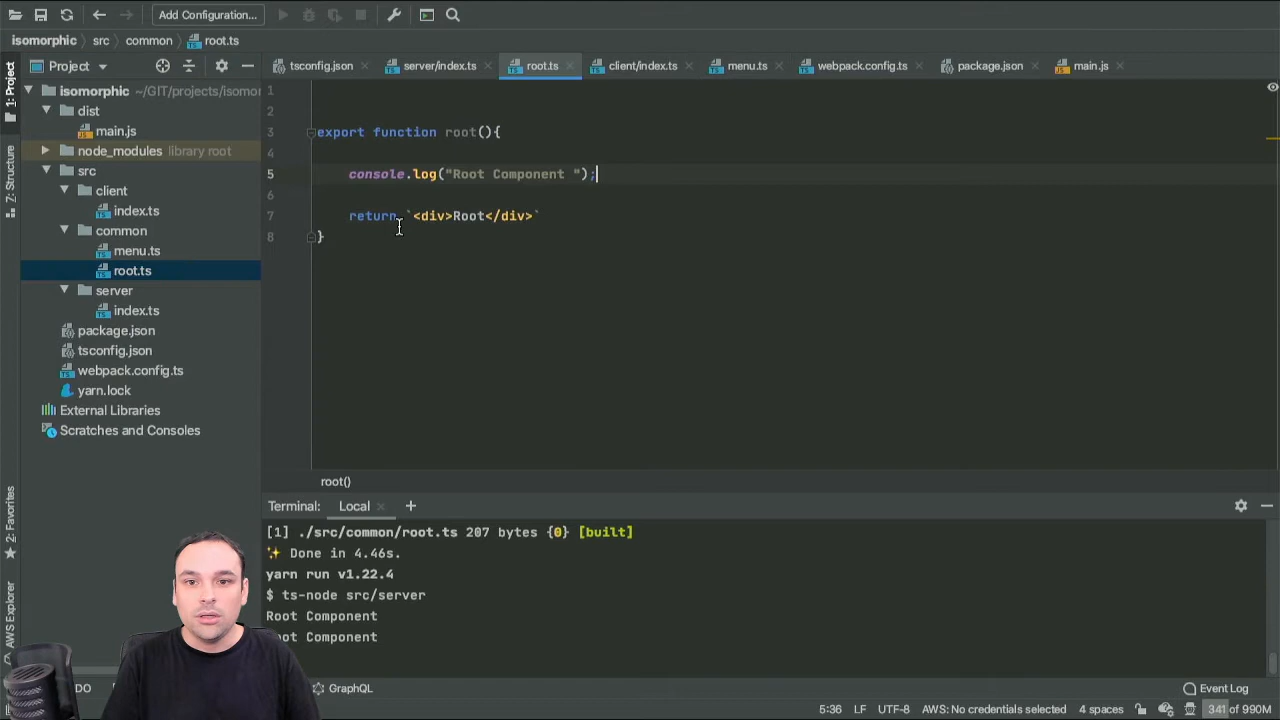 Add Configuration...
isomorphic
src
common
root.ts
Project
tsconfig.json
server/index.ts
root.ts
client/index.ts
menu.ts
webpack.config.ts
package.json
main.js
1: Project
Z: Structure
2: Favorites
AWS Explorer
isomorphic ~/GIT/projects/isomor
dist
main.js
node_modules library root
src
client
index.ts
common
menu.ts
root.ts
server
index.ts
package.json
tsconfig.json
webpack.config.ts
yarn.lock
External Libraries
Scratches and Consoles
1
2
3 export function root(){
4
5 console.log("Root Component ");
6
7 return `<div>Root</div>`
8 }
root()
Terminal: Local
[1] ./src/common/root.ts 207 bytes {0} [built]
✨ Done in 4.46s.
yarn run v1.22.4
$ ts-node src/server
Root Component
oot Component
DO
GraphQL
Event Log
5:36 LF UTF-8 AWS: No credentials selected 4 spaces 341 of 990M